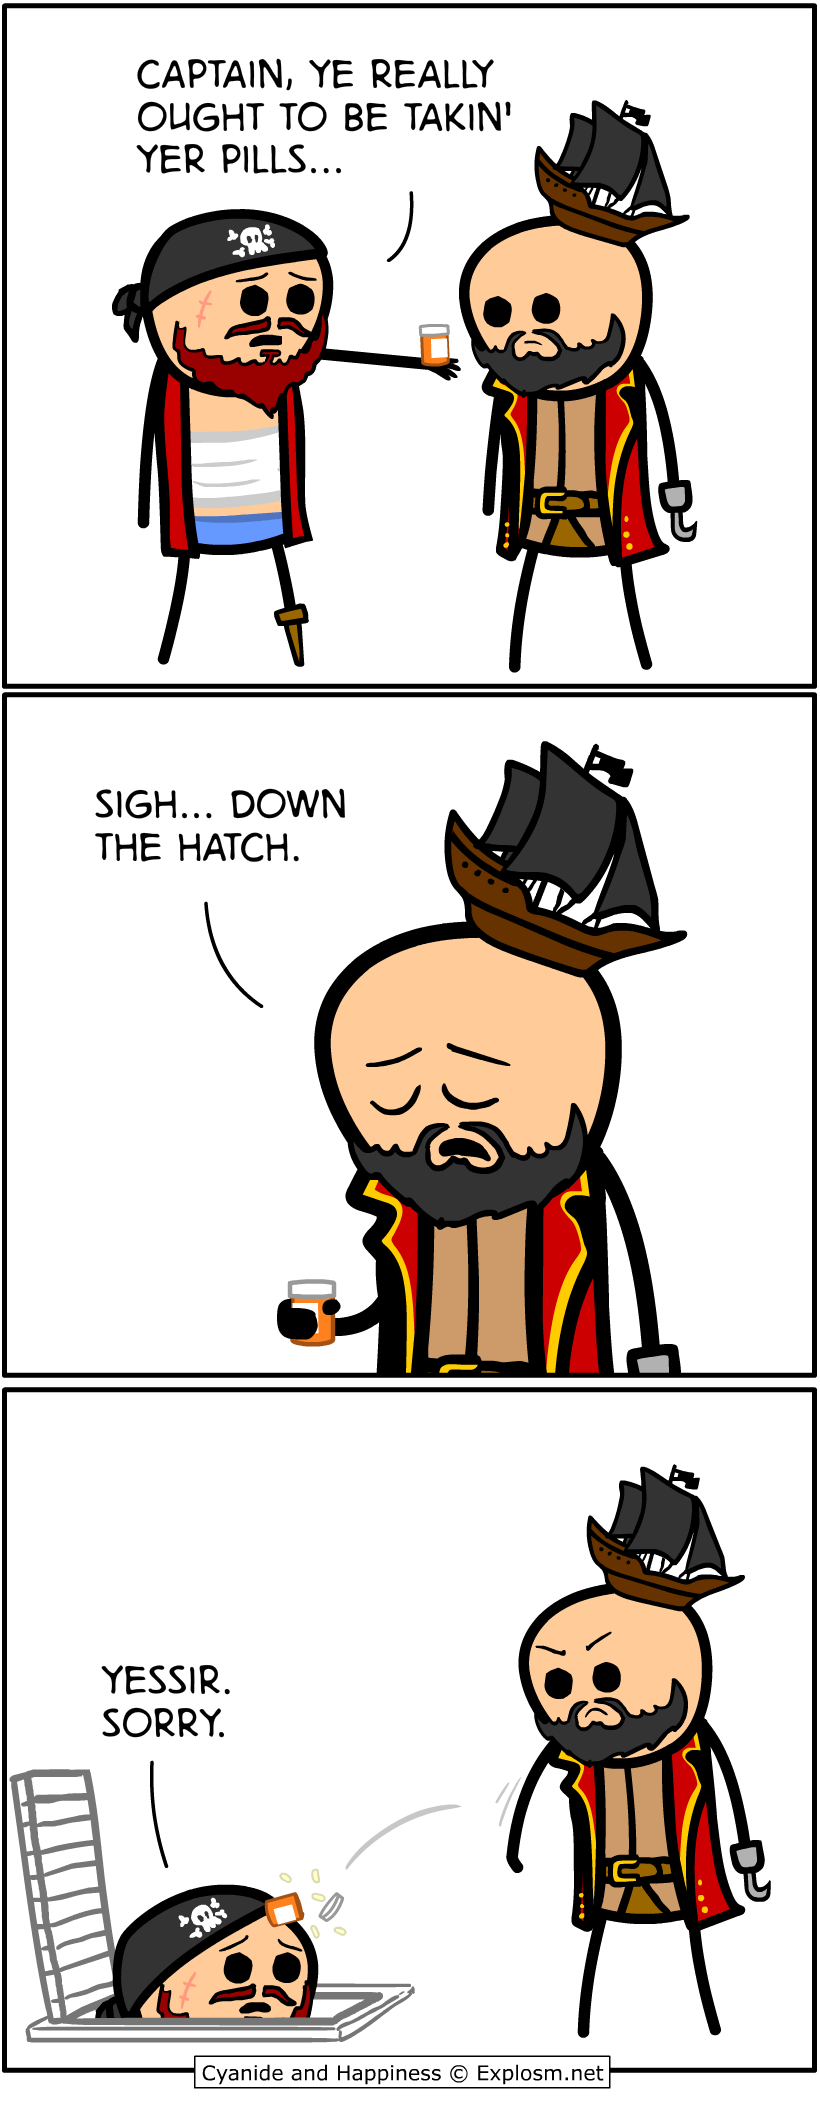 CAPTAIN, YE REALLY
OUGHT TO BE TAKIN'
YER PILLS...
SIGH... DOWN
THE HATCH.
YESSIR.
SORRY.
Cyanide and Happiness © Explosm.net